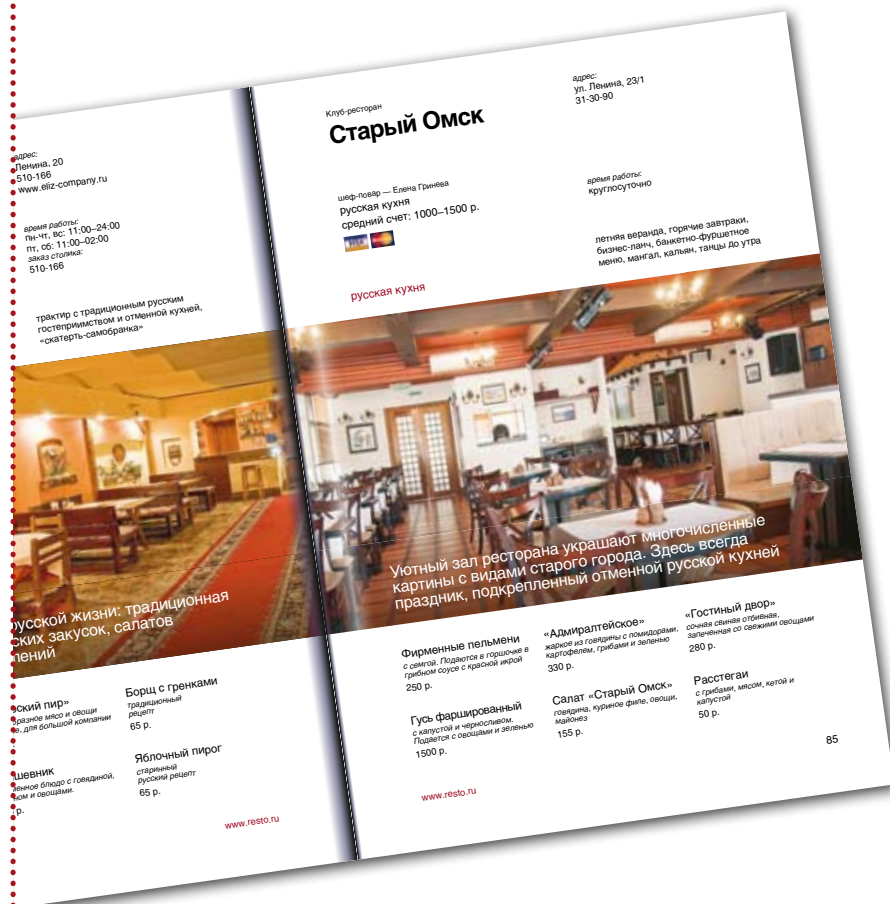 адрес:
Ленина, 20
510-166
www.eliz-company.ru
время работы:
пн-чт, вс: 11:00–24:00
пт, сб: 11:00–02:00
заказ столика:
510-166
трактир с традиционным русским
гостеприимством и отменной кухней,
«скатерть-самобранка»
русской жизни: традиционная
ских закусок, салатов
лений
ский пир»
разное мясо и овощи
для большой компании
Борщ с гренками
традиционный
рецепт
65 р.
шевник
менное блюдо с говядиной,
ном и овощами.
р.
Яблочный пирог
старинный
русский рецепт
65 р.
www.resto.ru
Клуб-ресторан
Старый Омск
адрес:
ул. Ленина, 23/1
31-30-90
шеф-повар — Елена Гринева
русская кухня
средний счет: 1000–1500 р.
VISA
время работы:
круглосуточно
летняя веранда, горячие завтраки,
бизнес-ланч, банкетно-фуршетное
меню, мангал, кальян, танцы до утра
русская кухня
Уютный зал ресторана украшают многочисленные
картины с видами старого города. Здесь всегда
праздник, подкрепленный отменной русской кухней
Фирменные пельмени
с семгой. Подаются в горшочке в
грибном соусе с красной икрой
250 р.
«Адмиралтейское»
жаркое из говядины с помидорами,
картофелем, грибами и зеленью
330 р.
«Гостиный двор»
сочная свиная отбивная,
запеченная со свежими овощами
280 р.
Гусь фаршированный
с капустой и черносливом.
Подается с овощами и зеленью
1500 р.
Салат «Старый Омск»
говядина, куриное филе, овощи,
майонез
155 р.
Расстегаи
с грибами, мясом, кетой и
капустой
50 р.
www.resto.ru
85